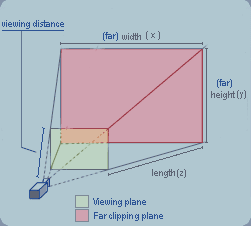 viewing distance
(far) width (x)
(far)
height(y)
length(z)
Viewing plane
Far clipping plane